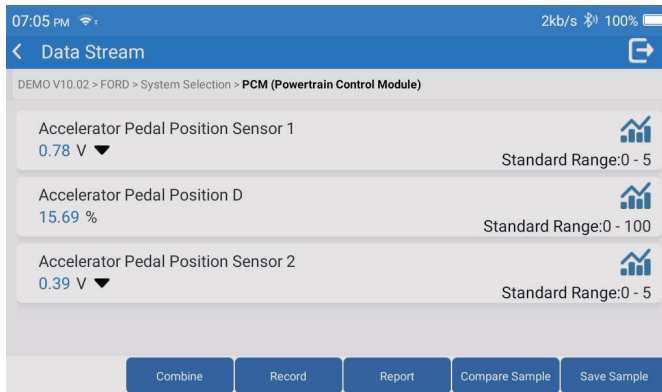 07:05 PM 2kb/s 100%
Data Stream
DEMO V10.02 > FORD > System Selection > PCM (Powertrain Control Module)
Accelerator Pedal Position Sensor 1
0.78 V
Standard Range:0 - 5
Accelerator Pedal Position D
15.69 %
Standard Range:0 - 100
Accelerator Pedal Position Sensor 2
0.39 V
Standard Range:0 - 5
Combine Record Report Compare Sample Save Sample